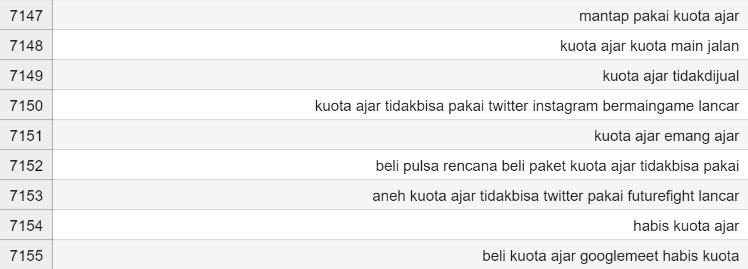 7147 mantap pakai kuota ajar
7148 kuota ajar kuota main jalan
7149 kuota ajar tidakdijual
7150 kuota ajar tidakbisa pakai twitter instagram bermaingame lancar
7151 kuota ajar emang ajar
7152 beli pulsa rencana beli paket kuota ajar tidakbisa pakai
7153 aneh kuota ajar tidakbisa twitter pakai futurefight lancar
7154 habis kuota ajar
7155 beli kuota ajar googlemeet habis kuota